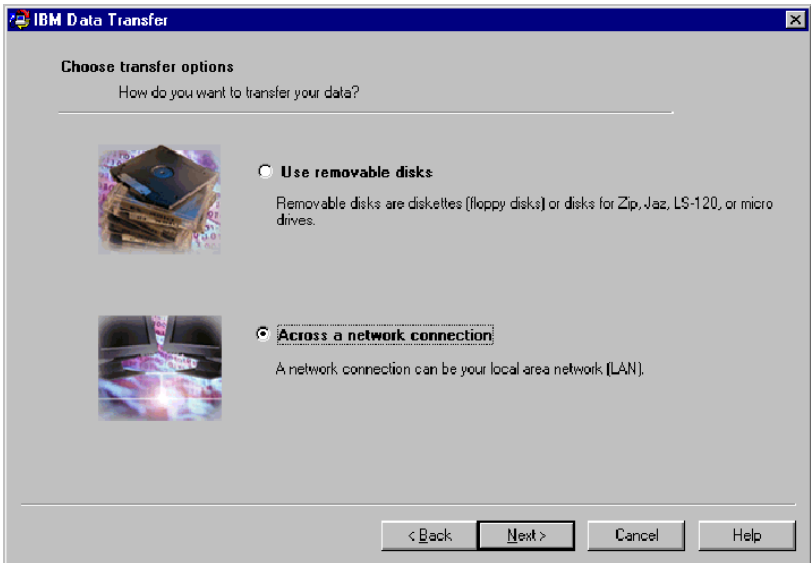 IBM Data Transfer
Choose transfer options
How do you want to transfer your data?
Use removable disks
Removable disks are diskettes (floppy disks) or disks for Zip, Jaz, LS-120, or micro
drives.
Across a network connection
A network connection can be your local area network (LAN).
< Back
Next >
Cancel
Help